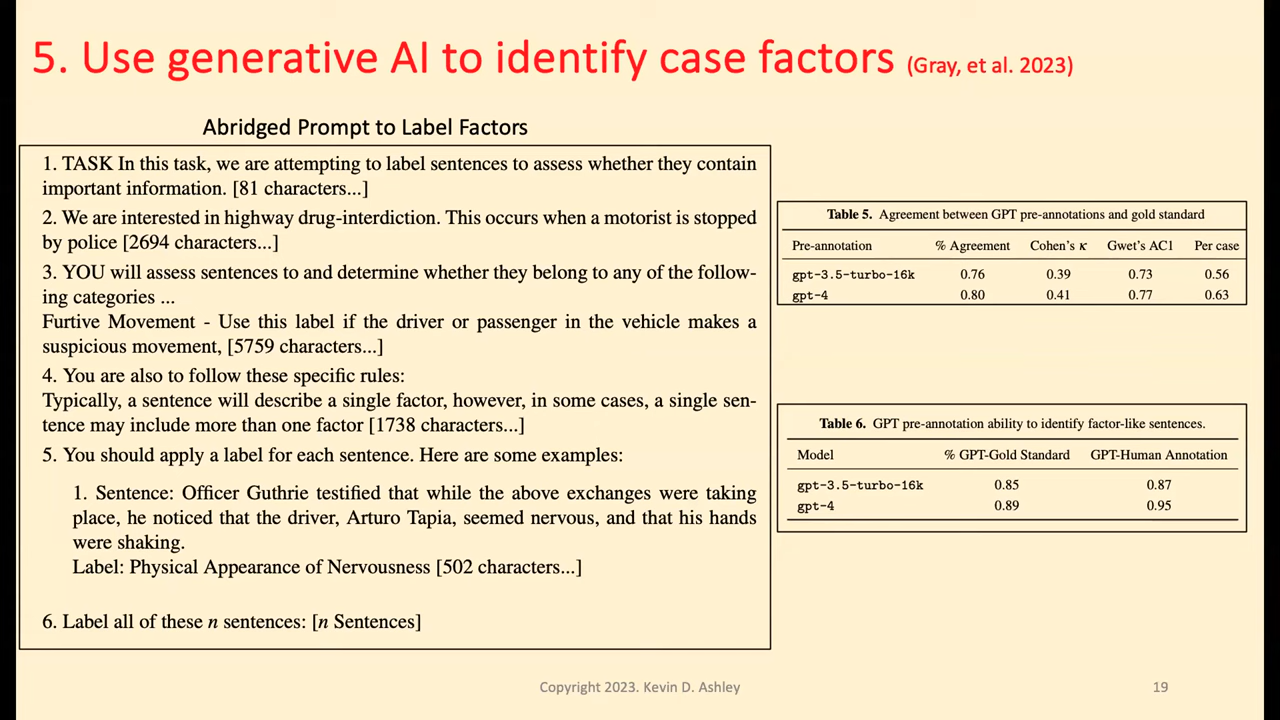 5. Use generative AI to identify case factors (Gray, et al. 2023)
Abridged Prompt to Label Factors
1. TASK In this task, we are attempting to label sentences to assess whether they contain
important information. [81 characters...]
2. We are interested in highway drug-interdiction. This occurs when a motorist is stopped
by police [2694 characters...]
3. YOU will assess sentences to and determine whether they belong to any of the follow-
ing categories ...
Furtive Movement - Use this label if the driver or passenger in the vehicle makes a
suspicious movement, [5759 characters...]
4. You are also to follow these specific rules:
Typically, a sentence will describe a single factor, however, in some cases, a single sen-
tence may include more than one factor [1738 characters...]
5. You should apply a label for each sentence. Here are some examples:
1. Sentence: Officer Guthrie testified that while the above exchanges were taking
place, he noticed that the driver, Arturo Tapia, seemed nervous, and that his hands
were shaking.
Label: Physical Appearance of Nervousness [502 characters...]
6. Label all of these n sentences: [n Sentences]
Table 5. Agreement between GPT pre-annotations and gold standard
Pre-annotation % Agreement Cohen's κ Gwet's AC1 Per case
gpt-3.5-turbo-16k 0.76 0.39 0.73 0.56
gpt-4 0.80 0.41 0.77 0.63
Table 6. GPT pre-annotation ability to identify factor-like sentences.
Model % GPT-Gold Standard GPT-Human Annotation
gpt-3.5-turbo-16k 0.85 0.87
gpt-4 0.89 0.95
Copyright 2023. Kevin D. Ashley
19